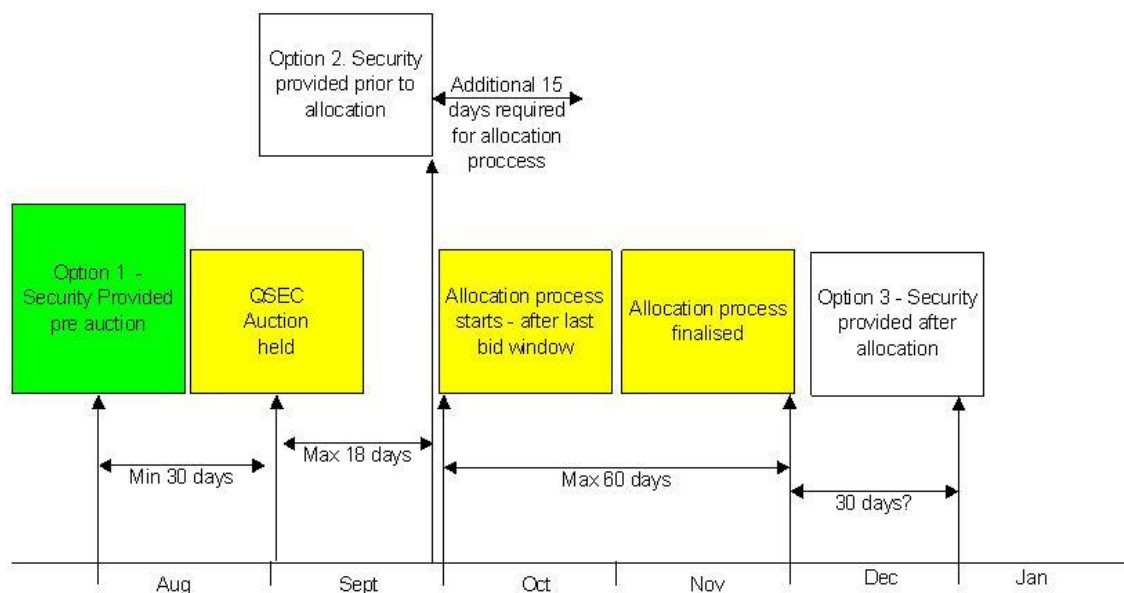 Option 2. Security
provided prior to
allocation
Additional 15
days required
for allocation
proccess
Option 1 -
Security Provided
pre auction
QSEC
Auction
held
Allocation process
starts - after last
bid window
Allocation process
finalised
Option 3 - Security
provided after
allocation
Min 30 days
Max 18 days
Max 60 days
30 days?
Aug
Sept
Oct
Nov
Dec
Jan